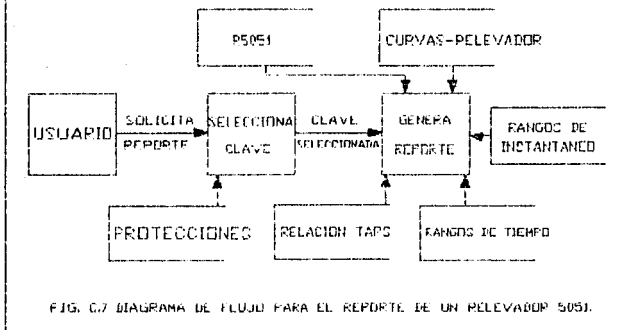 R5051
CURVAS-RELEVADOR
USUARIO
SOLICITA
REPORTE
SELECCIONA
CLAVE
CLAVE
SELECCIONADA
GENERA
REPORTE
RANGOS DE
INSTANTANEO
PROTECCIONES
RELACION TAPS
RANGOS DE TIEMPO
FIG. C.7 DIAGRAMA DE FLUJO PARA EL REPORTE DE UN RELEVADOR 5051.